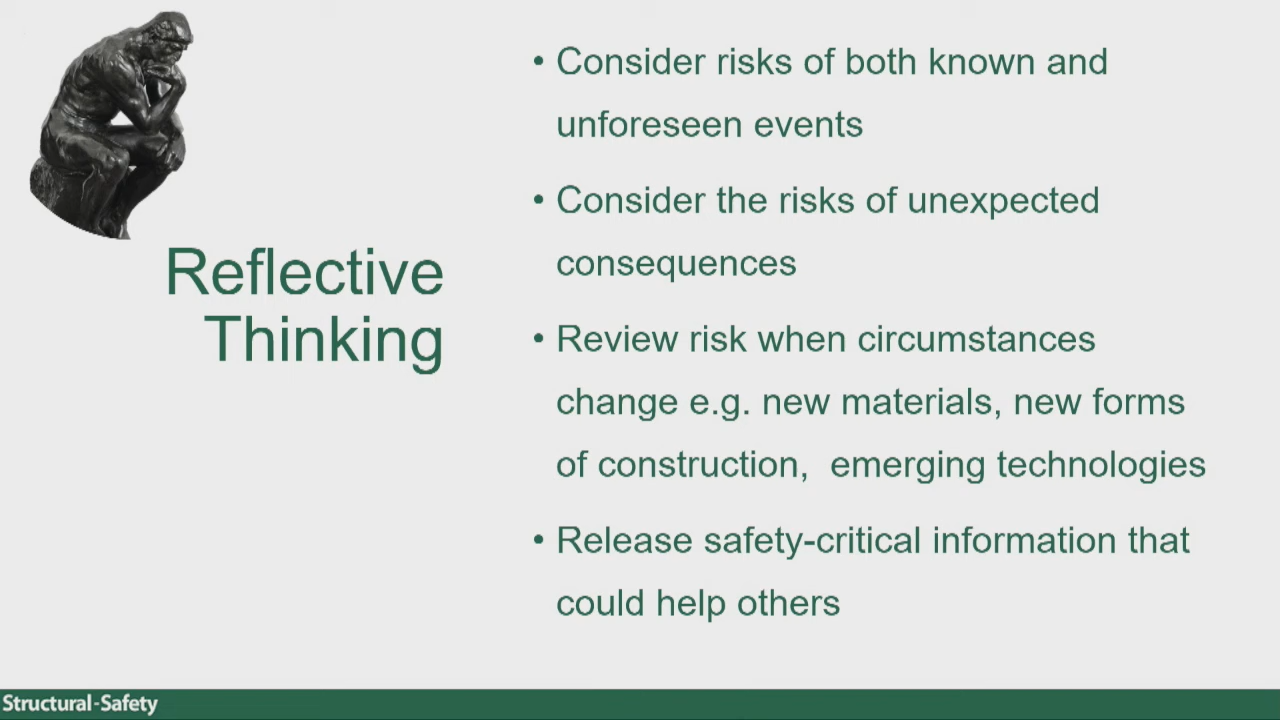 Reflective
Thinking
• Consider risks of both known and
unforeseen events
• Consider the risks of unexpected
consequences
• Review risk when circumstances
change e.g. new materials, new forms
of construction,  emerging technologies
• Release safety-critical information that
could help others
Structural-Safety